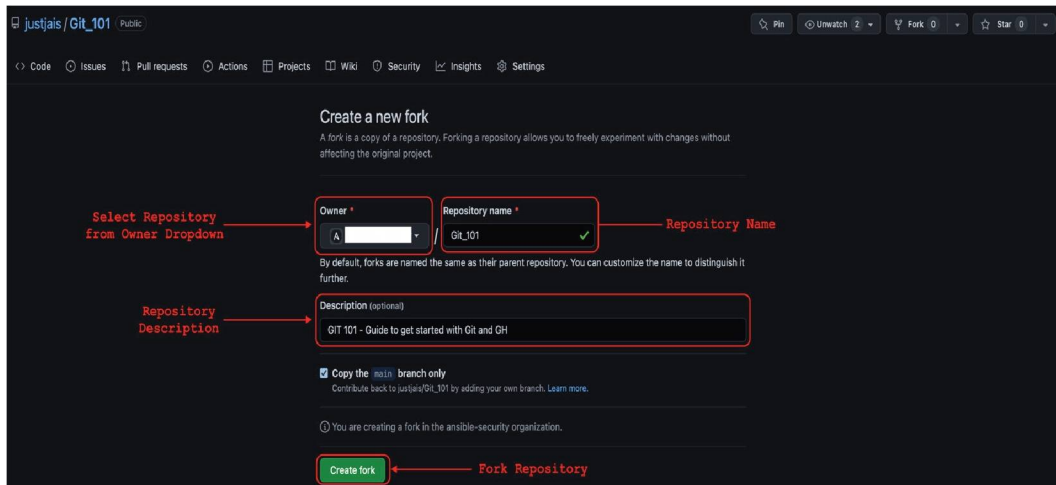 justjais / Git_101 Public
Pin Unwatch 2 Fork 0 Star 0
Code Issues Pull requests Actions Projects Wiki Security Insights Settings
Create a new fork
A fork is a copy of a repository. Forking a repository allows you to freely experiment with changes without
affecting the original project.
Select Repository
from Owner Dropdown
Owner *
A
/
Repository name *
Git_101
Repository Name
By default, forks are named the same as their parent repository. You can customize the name to distinguish it
further.
Repository
Description
Description (optional)
GIT 101 - Guide to get started with Git and GH
Copy the main branch only
Contribute back to justjais/Git_101 by adding your own branch. Learn more.
You are creating a fork in the ansible-security organization.
Create fork
Fork Repository